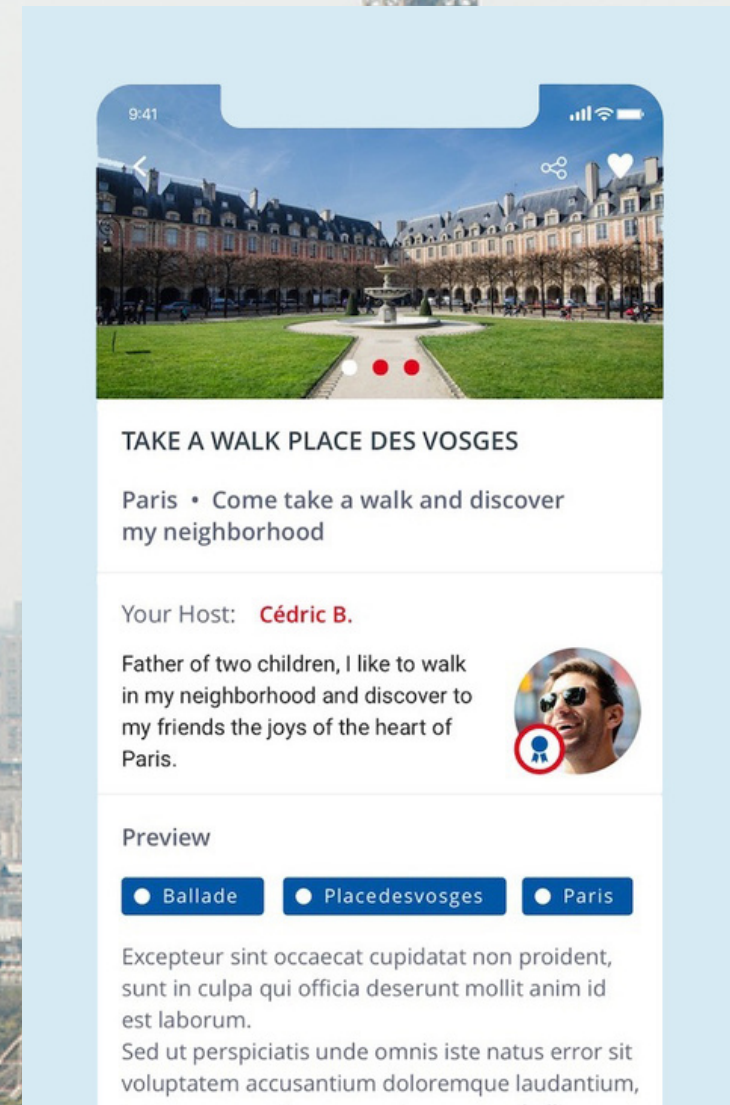 9:41
TAKE A WALK PLACE DES VOSGES
Paris • Come take a walk and discover
my neighborhood
Your Host: Cédric B.
Father of two children, I like to walk
in my neighborhood and discover to
my friends the joys of the heart of
Paris.
Preview
Ballade Placedesvosges Paris
Excepteur sint occaecat cupidatat non proident,
sunt in culpa qui officia deserunt mollit anim id
est laborum.
Sed ut perspiciatis unde omnis iste natus error sit
voluptatem accusantium doloremque laudantium,